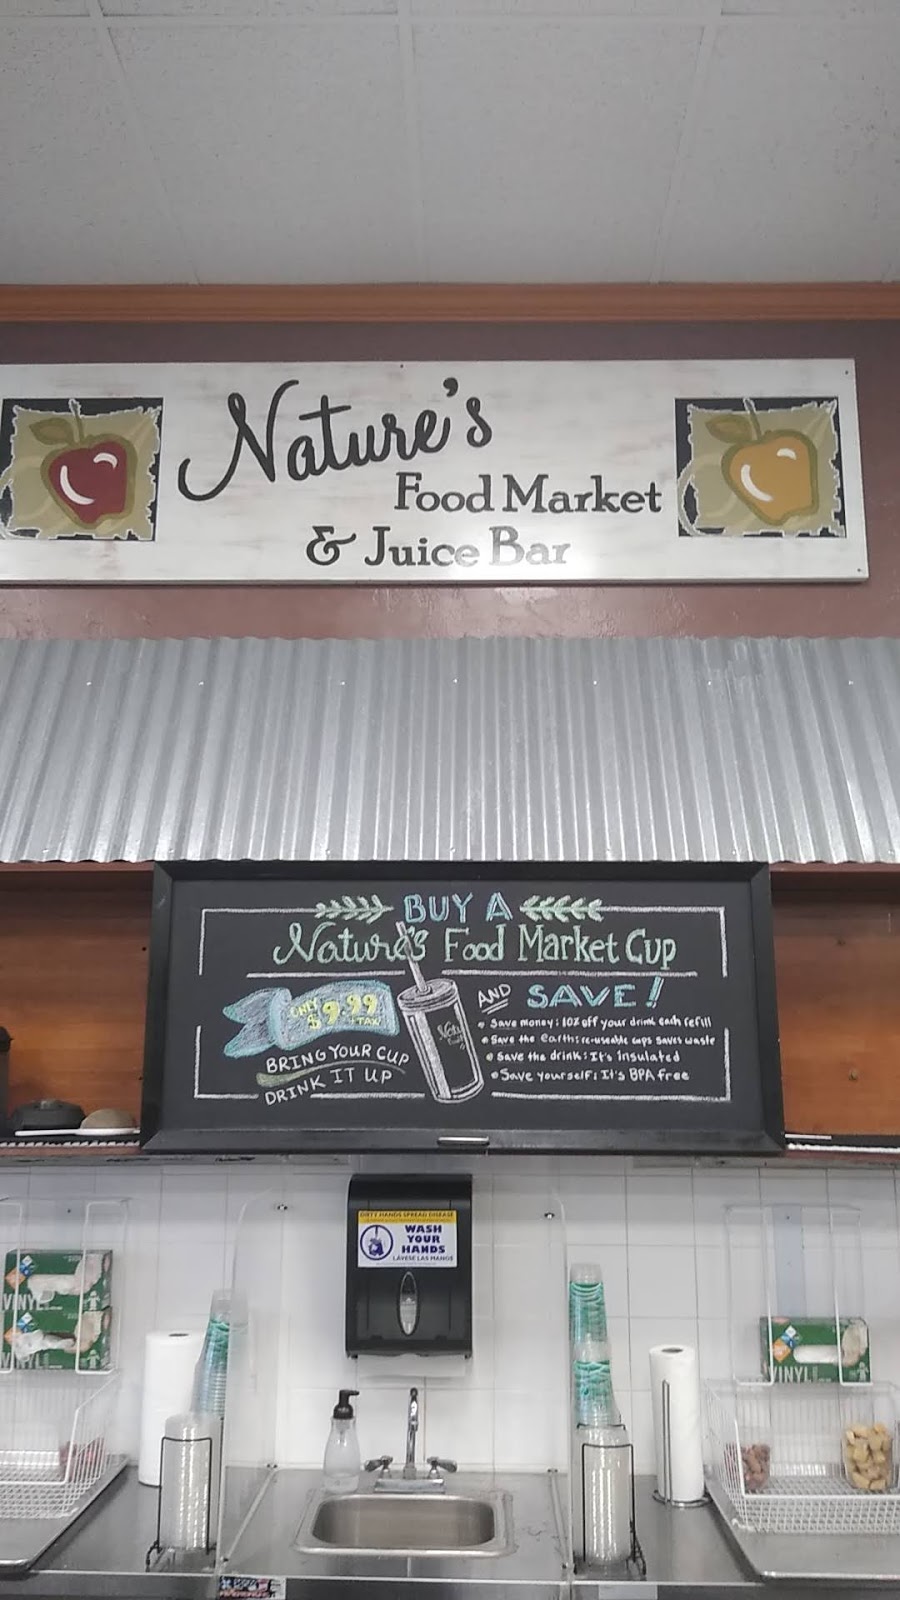 Nature's
Food Market
& Juice Bar
BUY A
Nature's Food Market Cup
ONLY
$9.99
+TAX
AND SAVE!
• Save money: 10% off your drink each refill
• Save the Earth: re-useable cups saves waste
• Save the drink: It's insulated
• Save yourself: It's BPA free
BRING YOUR CUP
DRINK IT UP
DIRTY HANDS SPREAD DISEASE
WASH
YOUR
HANDS
LÁVESE LAS MANOS
VINYL
VINYL